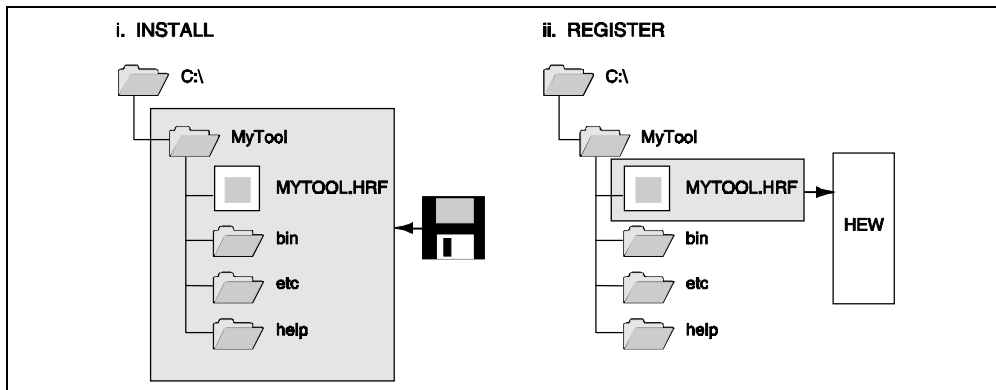 i. INSTALL
C:\
MyTool
MYTOOL.HRF
bin
etc
help
ii. REGISTER
C:\
MyTool
MYTOOL.HRF
HEW
bin
etc
help